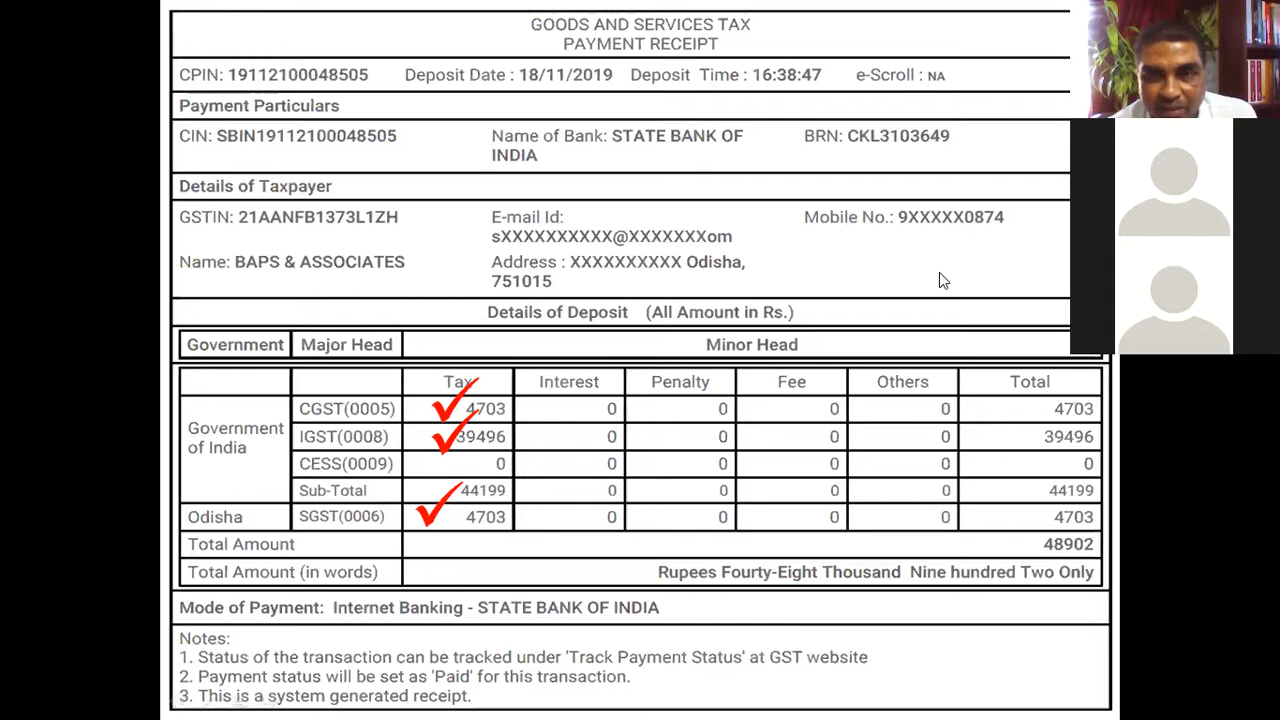 GOODS AND SERVICES TAX
PAYMENT RECEIPT
CPIN: 19112100048505 Deposit Date : 18/11/2019 Deposit Time : 16:38:47 e-Scroll : NA
Payment Particulars
CIN: SBIN19112100048505 Name of Bank: STATE BANK OF INDIA BRN: CKL3103649
Details of Taxpayer
GSTIN: 21AANFB1373L1ZH E-mail Id: sXXXXXXXXXX@XXXXXXXom Mobile No.: 9XXXXX0874
Name: BAPS & ASSOCIATES Address : XXXXXXXXXX Odisha, 751015
Details of Deposit (All Amount in Rs.)
Government Major Head Minor Head
Tax Interest Penalty Fee Others Total
Government of India CGST(0005) 4703 0 0 0 0 4703
IGST(0008) 39496 0 0 0 0 39496
CESS(0009) 0 0 0 0 0 0
Sub-Total 44199 0 0 0 0 44199
Odisha SGST(0006) 4703 0 0 0 0 4703
Total Amount 48902
Total Amount (in words) Rupees Fourty-Eight Thousand Nine hundred Two Only
Mode of Payment: Internet Banking - STATE BANK OF INDIA
Notes:
1. Status of the transaction can be tracked under 'Track Payment Status' at GST website
2. Payment status will be set as 'Paid' for this transaction.
3. This is a system generated receipt.